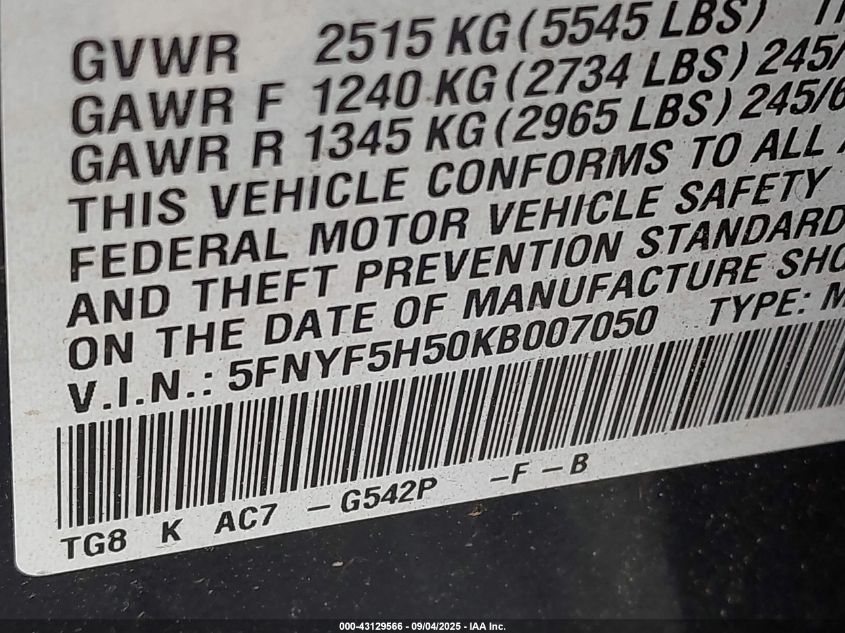 GVWR 2515 KG (5545 LBS)
GAWR F 1240 KG (2734 LBS) 245/
GAWR R 1345 KG (2965 LBS) 245/6
THIS VEHICLE CONFORMS TO ALL
FEDERAL MOTOR VEHICLE SAFETY
AND THEFT PREVENTION STANDARD
ON THE DATE OF MANUFACTURE SHO
V.I.N.: 5FNYF5H50KB007050 TYPE: M
TG8 K AC7 -G542P -F-B
000-43129566 - 09/04/2025 - IAA Inc.